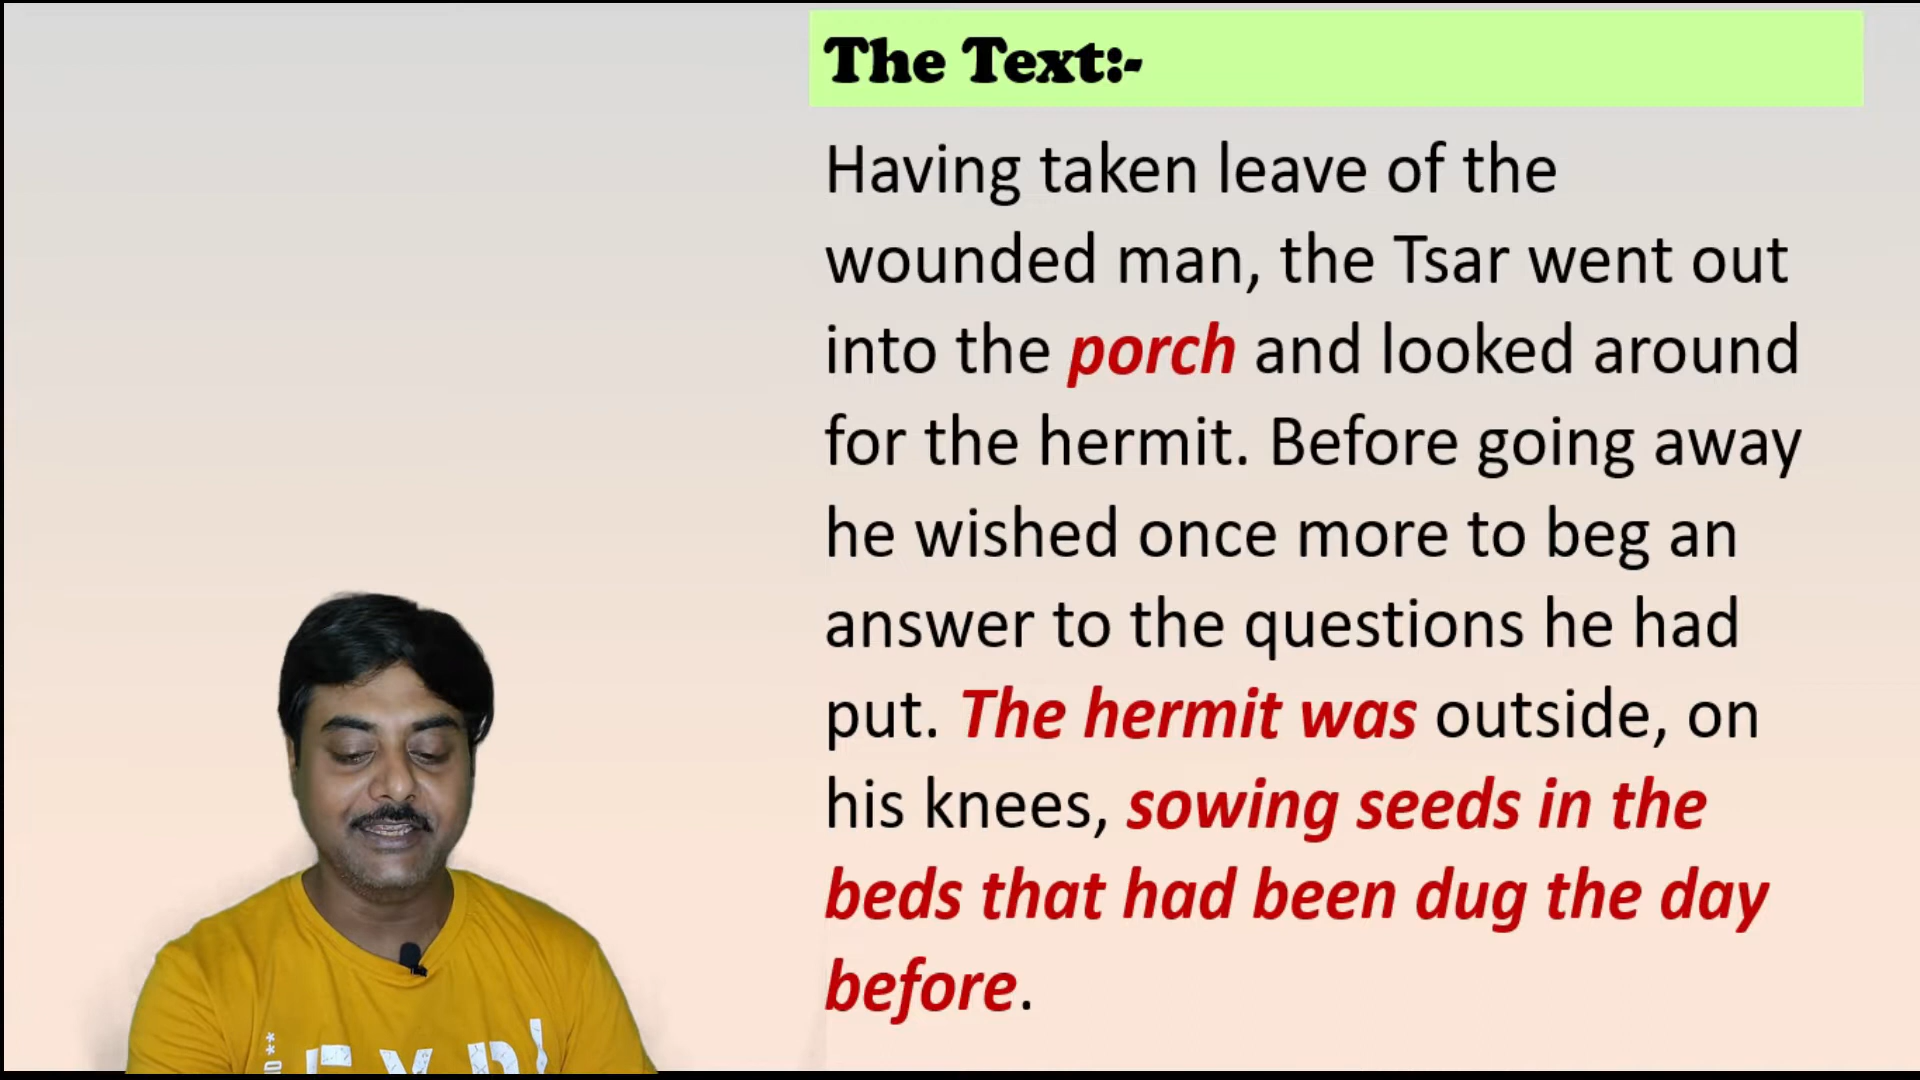 The Text:-
Having taken leave of the
wounded man, the Tsar went out
into the porch and looked around
for the hermit. Before going away
he wished once more to beg an
answer to the questions he had
put. The hermit was outside, on
his knees, sowing seeds in the
beds that had been dug the day
before.